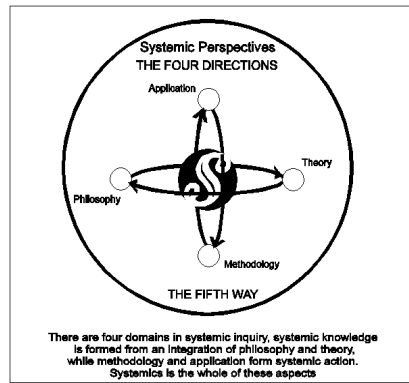 Systemic Perspectives
THE FOUR DIRECTIONS
Application
Theory
Philosophy
Methodology
THE FIFTH WAY
There are four domains in systemic inquiry, systemic knowledge
is formed from an integration of philosophy and theory,
while methodology and application form systemic action.
Systemics is the whole of these aspects